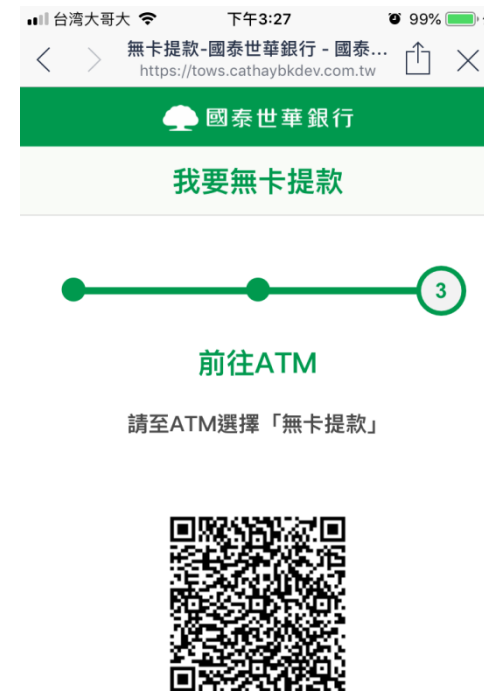 台湾大哥大 下午3:27 99%
無卡提款-國泰世華銀行 - 國泰...
https://tows.cathaybkdev.com.tw
國泰世華銀行
我要無卡提款
3
前往ATM
請至ATM選擇「無卡提款」